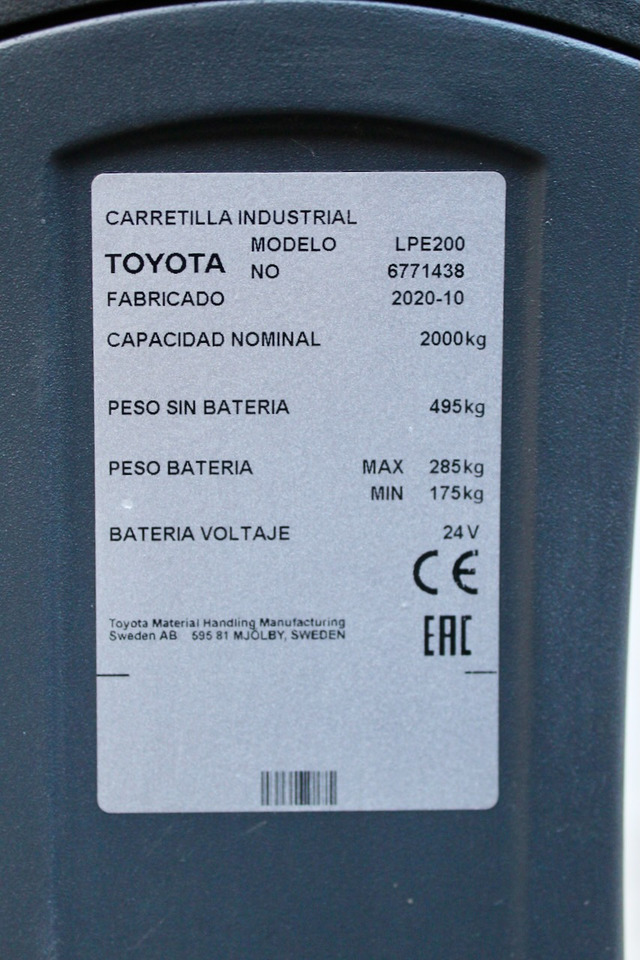 CARRETILLA INDUSTRIAL
MODELO LPE200
TOYOTA
NO 6771438
FABRICADO 2020-10
CAPACIDAD NOMINAL 2000kg
PESO SIN BATERIA 495kg
PESO BATERIA MAX 285kg
MIN 175kg
BATERIA VOLTAJE 24V
CE
Toyota Material Handling Manufacturing
Sweden AB 595 81 MJÖLBY, SWEDEN
EAC